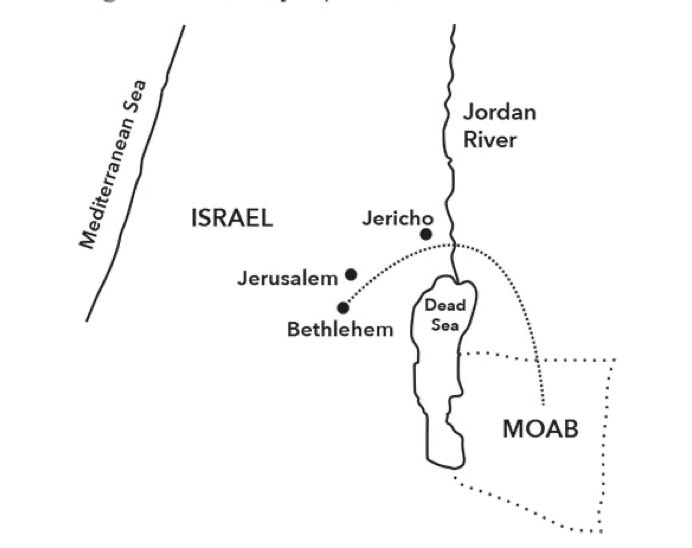 Mediterranean Sea
Jordan
River
ISRAEL
Jericho
Jerusalem
Bethlehem
Dead
Sea
MOAB